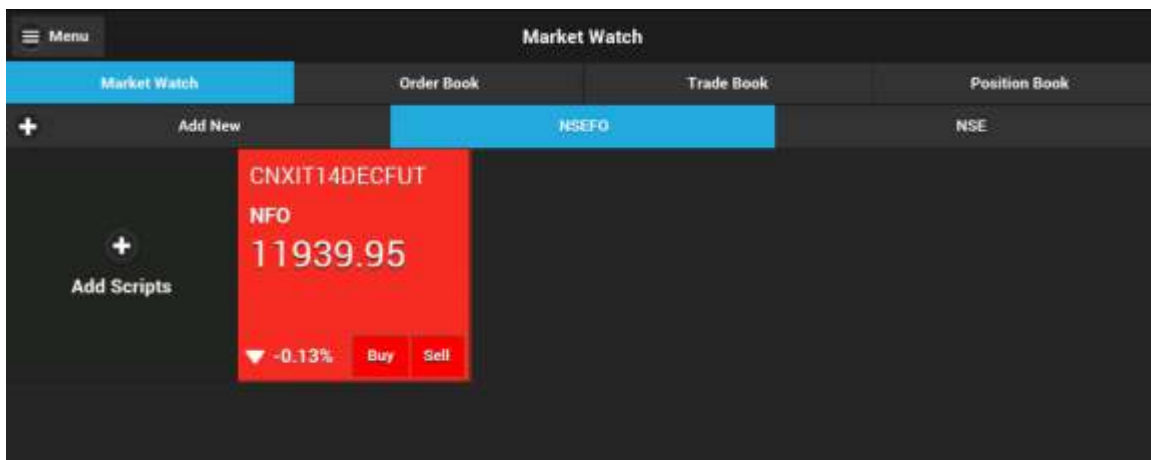 Menu
Market Watch
Market Watch
Order Book
Trade Book
Position Book
Add New
NSEFO
NSE
Add Scripts
CNXIT14DECFUT
NFO
11939.95
-0.13%
Buy
Sell